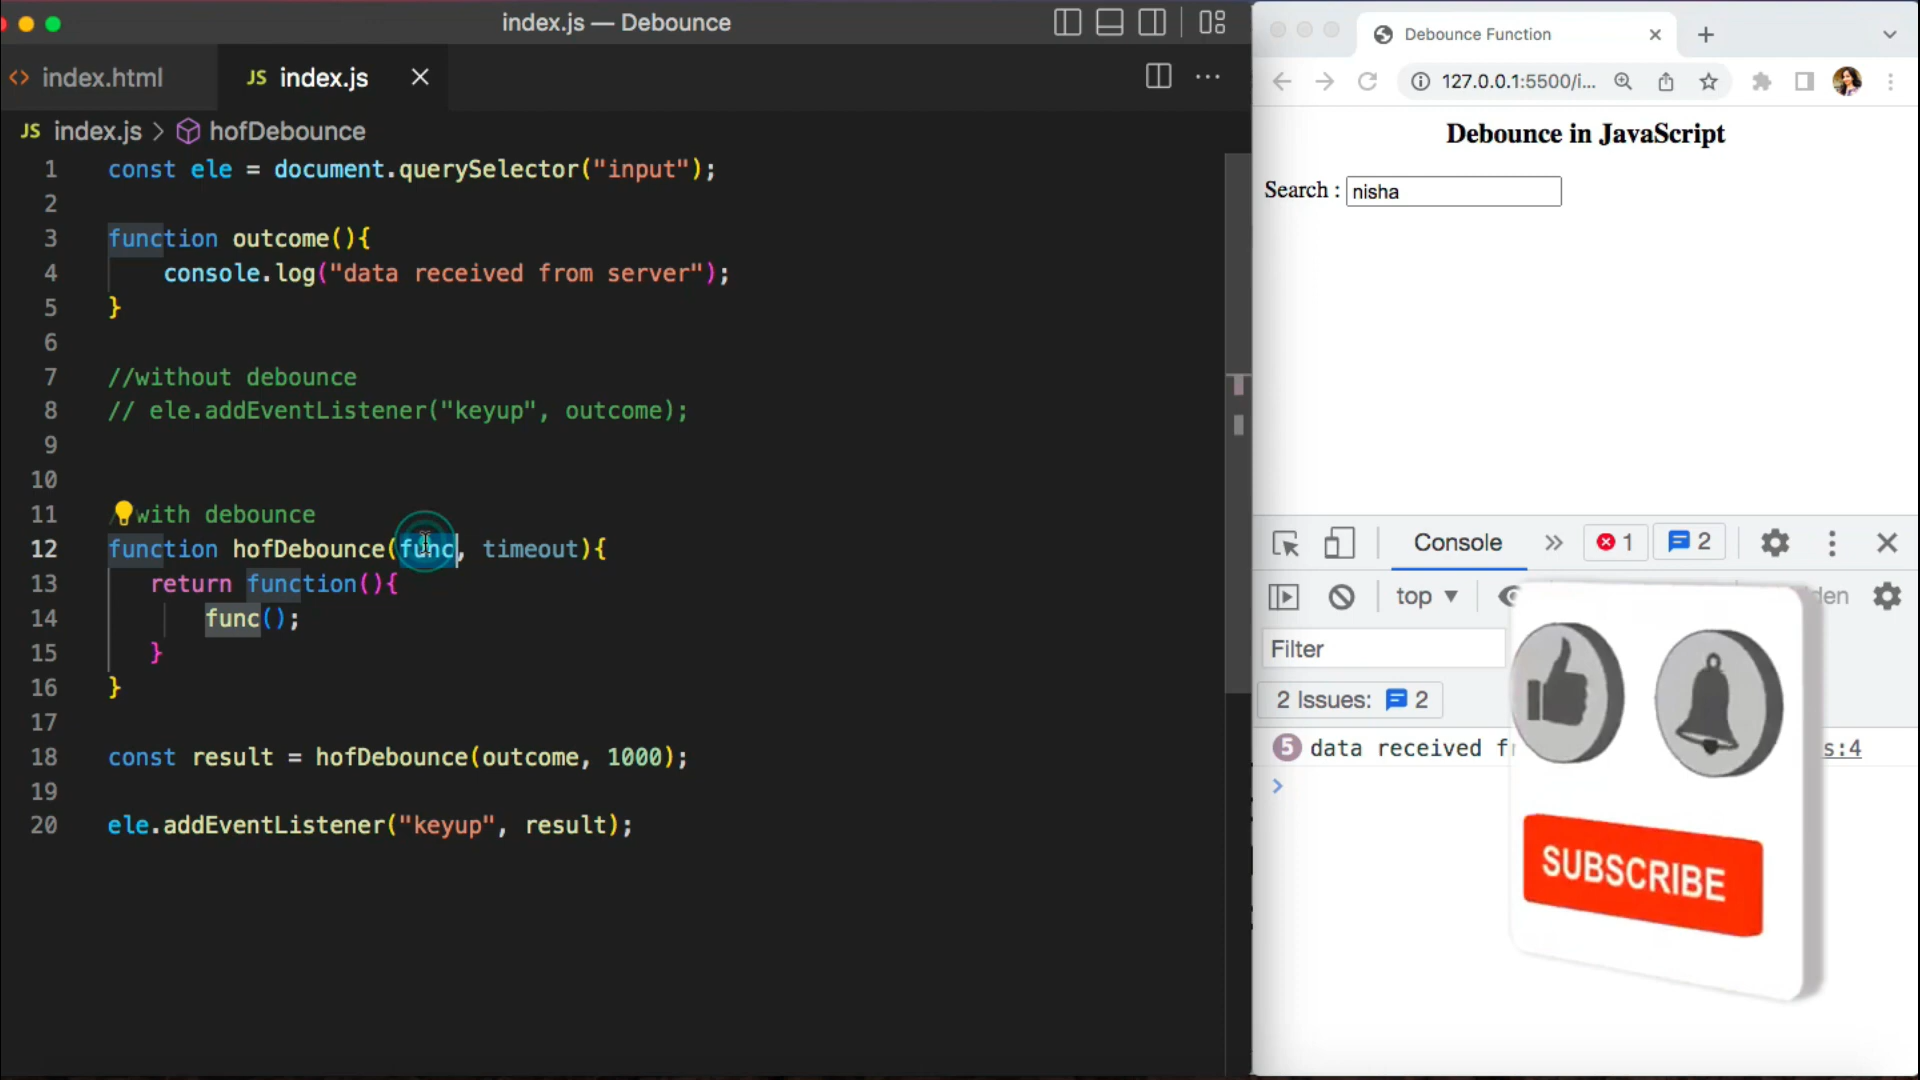 index.js — Debounce
index.html
JS index.js
JS index.js > hofDebounce
1 const ele = document.querySelector("input");
2
3 function outcome(){
4 console.log("data received from server");
5 }
6
7 //without debounce
8 // ele.addEventListener("keyup", outcome);
9
10
11 /with debounce
12 function hofDebounce(func, timeout){
13 return function(){
14 func();
15 }
16 }
17
18 const result = hofDebounce(outcome, 1000);
19
20 ele.addEventListener("keyup", result);
Debounce Function
127.0.0.1:5500/i...
Debounce in JavaScript
Search : nisha
Console 1 2
top
Filter
2 Issues: 2
5 data received s:4
SUBSCRIBE